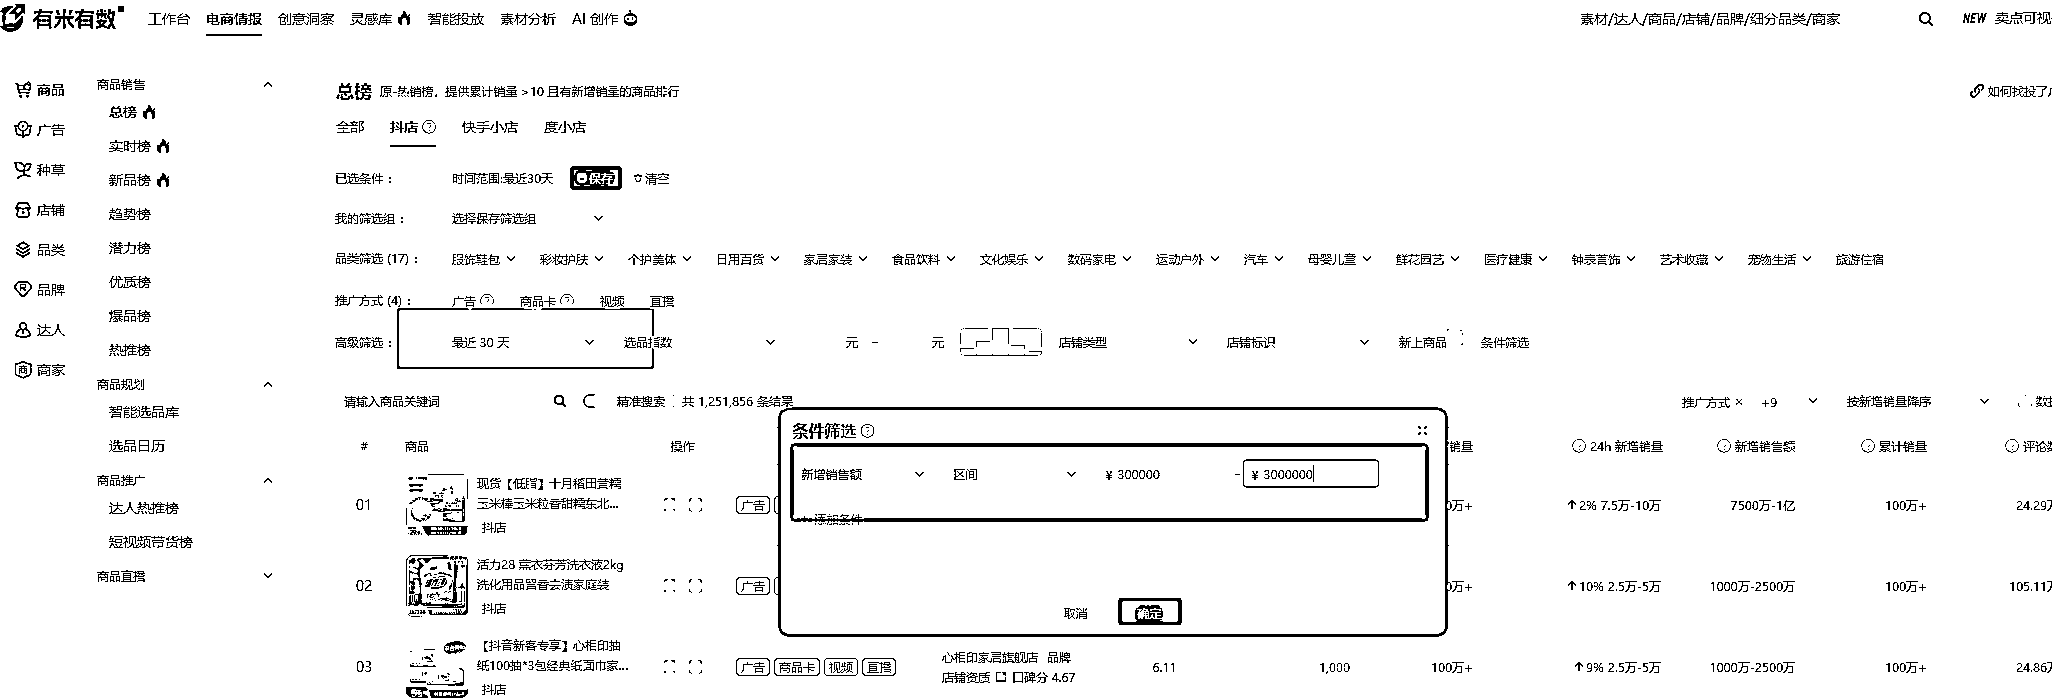 有米有数 工作台 电商情报 创意洞家 灵感库 智能投放 素材分析 AI 创作 素材/达人/商品/店铺/品牌/细分品类/商家 NEW 卖点可视
商品
广告
种草
店铺
品类
品牌
达人
商家
商品销售
总榜
实时榜
新品榜
趋势榜
潜力榜
优质榜
爆品榜
热推榜
商品规划
智能选品库
选品日历
商品推广
达人热推榜
短视频带货榜
商品直播
总榜 原-热销榜，提供累计销量 > 10 且有新增销量的商品排行 如何找投了
全部 抖店 快手小店 度小店
已选条件： 时间范围:最近30天 保存 清空
我的筛选组： 选择保存筛选组
品类筛选 (17)： 服饰鞋包 彩妆护肤 个护美体 日用百货 家居家装 食品饮料 文化娱乐 数码家电 运动户外 汽车 母婴儿童 鲜花园艺 医疗健康 钟表首饰 艺术收藏 宠物生活 旅游住宿
推广方式 (4)： 广告 商品卡 视频 直播
高级筛选： 最近 30 天 选品指数 元 - 元 店铺类型 店铺标识 新上商品 条件筛选
请输入商品关键词 精准搜索 共 1,251,856 条结果 推广方式 × +9 按新增销量降序
# 商品 操作 销量 24h 新增销量 新增销售额 累计销量 评论数
条件筛选
新增销售额 区间 ¥ 300000 - ¥ 3000000
添加条件
取消 确定
01 现货【低脂】十月稻田黄糯
玉米棒玉米粒香甜糯东北... 广告 0万+ 2% 7.5万-10万 7500万-1亿 100万+ 24.29万
抖店
02 活力28 薰衣芬芳洗衣液2kg
洗化用品留香去渍家庭装 广告 0万+ 10% 2.5万-5万 1000万-2500万 100万+ 105.11万
抖店
03 【抖音新客专享】心相印抽
纸100抽*3包经典纸面巾家... 广告 商品卡 视频 直播 心相印家居旗舰店 品牌
店铺资质 口碑分 4.67 6.11 1,000 100万+ 9% 2.5万-5万 1000万-2500万 100万+ 24.86万
抖店